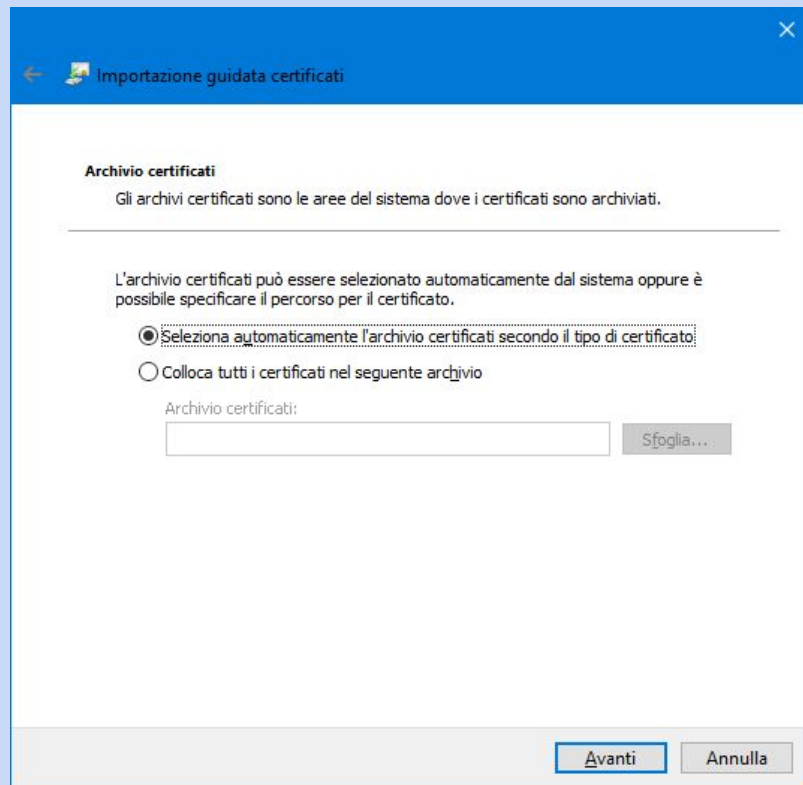 Importazione guidata certificati
Archivio certificati
Gli archivi certificati sono le aree del sistema dove i certificati sono archiviati.
L'archivio certificati può essere selezionato automaticamente dal sistema oppure è
possibile specificare il percorso per il certificato.
Seleziona automaticamente l'archivio certificati secondo il tipo di certificato
Colloca tutti i certificati nel seguente archivio
Archivio certificati:
Sfoglia...
Avanti Annulla